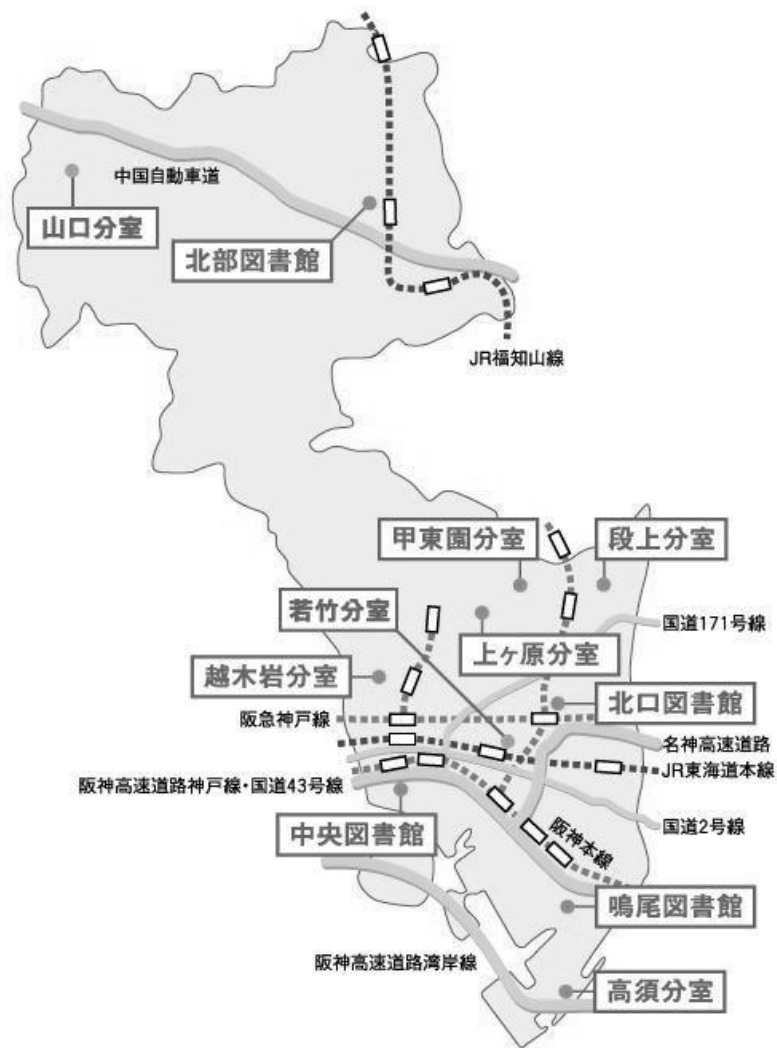 中国自動車道
山口分室
北部図書館
JR福知山線
甲東園分室
段上分室
若竹分室
国道171号線
上ヶ原分室
越木岩分室
北口図書館
阪急神戸線
名神高速道路
JR東海道本線
阪神高速道路神戸線・国道43号線
国道2号線
中央図書館
阪神本線
鳴尾図書館
阪神高速道路湾岸線
高須分室